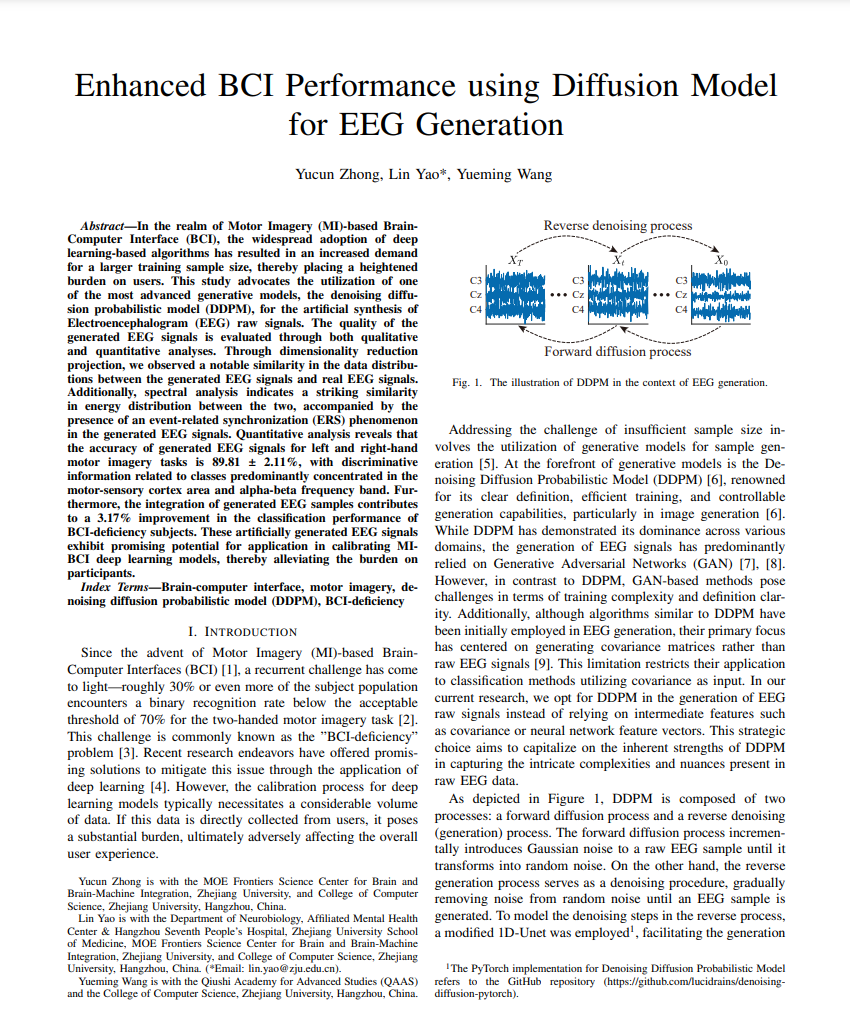 Enhanced BCI Performance using Diffusion Model
for EEG Generation
Yucun Zhong, Lin Yao*, Yueming Wang
Abstract—In the realm of Motor Imagery (MI)-based Brain-
Computer Interface (BCI), the widespread adoption of deep
learning-based algorithms has resulted in an increased demand
for a larger training sample size, thereby placing a heightened
burden on users. This study advocates the utilization of one
of the most advanced generative models, the denoising diffu-
sion probabilistic model (DDPM), for the artificial synthesis of
Electroencephalogram (EEG) raw signals. The quality of the
generated EEG signals is evaluated through both qualitative
and quantitative analyses. Through dimensionality reduction
projection, we observed a notable similarity in the data distribu-
tions between the generated EEG signals and real EEG signals.
Additionally, spectral analysis indicates a striking similarity
in energy distribution between the two, accompanied by the
presence of an event-related synchronization (ERS) phenomenon
in the generated EEG signals. Quantitative analysis reveals that
the accuracy of generated EEG signals for left and right-hand
motor imagery tasks is 89.81 ± 2.11%, with discriminative
information related to classes predominantly concentrated in the
motor-sensory cortex area and alpha-beta frequency band. Fur-
thermore, the integration of generated EEG samples contributes
to a 3.17% improvement in the classification performance of
BCI-deficiency subjects. These artificially generated EEG signals
exhibit promising potential for application in calibrating MI-
BCI deep learning models, thereby alleviating the burden on
participants.
Index Terms—Brain-computer interface, motor imagery, de-
noising diffusion probabilistic model (DDPM), BCI-deficiency
I. INTRODUCTION
Since the advent of Motor Imagery (MI)-based Brain-
Computer Interfaces (BCI) [1], a recurrent challenge has come
to light—roughly 30% or even more of the subject population
encounters a binary recognition rate below the acceptable
threshold of 70% for the two-handed motor imagery task [2].
This challenge is commonly known as the ”BCI-deficiency”
problem [3]. Recent research endeavors have offered promis-
ing solutions to mitigate this issue through the application of
deep learning [4]. However, the calibration process for deep
learning models typically necessitates a considerable volume
of data. If this data is directly collected from users, it poses
a substantial burden, ultimately adversely affecting the overall
user experience.
Yucun Zhong is with the MOE Frontiers Science Center for Brain and
Brain-Machine Integration, Zhejiang University, and College of Computer
Science, Zhejiang University, Hangzhou, China.
Lin Yao is with the Department of Neurobiology, Affiliated Mental Health
Center & Hangzhou Seventh People's Hospital, Zhejiang University School
of Medicine, MOE Frontiers Science Center for Brain and Brain-Machine
Integration, Zhejiang University, and College of Computer Science, Zhejiang
University, Hangzhou, China. (*Email: lin.yao@zju.edu.cn).
Yueming Wang is with the Qiushi Academy for Advanced Studies (QAAS)
and the College of Computer Science, Zhejiang University, Hangzhou, China.
Reverse denoising process
X_T X_t X_0
C3 C3 C3
Cz ••• Cz ••• Cz
C4 C4 C4
Forward diffusion process
Fig. 1. The illustration of DDPM in the context of EEG generation.
Addressing the challenge of insufficient sample size in-
volves the utilization of generative models for sample gen-
eration [5]. At the forefront of generative models is the De-
noising Diffusion Probabilistic Model (DDPM) [6], renowned
for its clear definition, efficient training, and controllable
generation capabilities, particularly in image generation [6].
While DDPM has demonstrated its dominance across various
domains, the generation of EEG signals has predominantly
relied on Generative Adversarial Networks (GAN) [7], [8].
However, in contrast to DDPM, GAN-based methods pose
challenges in terms of training complexity and definition clar-
ity. Additionally, although algorithms similar to DDPM have
been initially employed in EEG generation, their primary focus
has centered on generating covariance matrices rather than
raw EEG signals [9]. This limitation restricts their application
to classification methods utilizing covariance as input. In our
current research, we opt for DDPM in the generation of EEG
raw signals instead of relying on intermediate features such
as covariance or neural network feature vectors. This strategic
choice aims to capitalize on the inherent strengths of DDPM
in capturing the intricate complexities and nuances present in
raw EEG data.
As depicted in Figure 1, DDPM is composed of two
processes: a forward diffusion process and a reverse denoising
(generation) process. The forward diffusion process incremen-
tally introduces Gaussian noise to a raw EEG sample until it
transforms into random noise. On the other hand, the reverse
generation process serves as a denoising procedure, gradually
removing noise from random noise until an EEG sample is
generated. To model the denoising steps in the reverse process,
a modified 1D-Unet was employed¹, facilitating the generation
¹The PyTorch implementation for Denoising Diffusion Probabilistic Model
refers to the GitHub repository (https://github.com/lucidrains/denoising-
diffusion-pytorch).